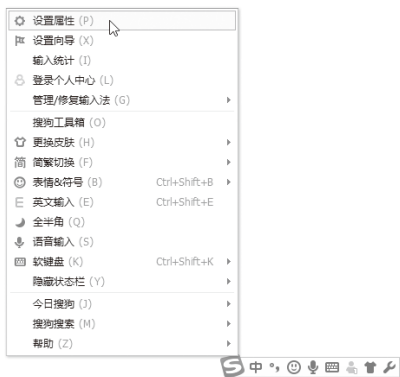 设置属性 (P)
设置向导 (X)
输入统计 (I)
登录个人中心 (L)
管理/修复输入法 (G)
搜狗工具箱 (O)
更换皮肤 (H)
简 简繁切换 (F)
表情&符号 (B) Ctrl+Shift+B
E 英文输入 (E) Ctrl+Shift+E
全半角 (Q)
语音输入 (S)
软键盘 (K) Ctrl+Shift+K
隐藏状态栏 (Y)
今日搜狗 (J)
搜狗搜索 (M)
帮助 (Z)
S 中 °,